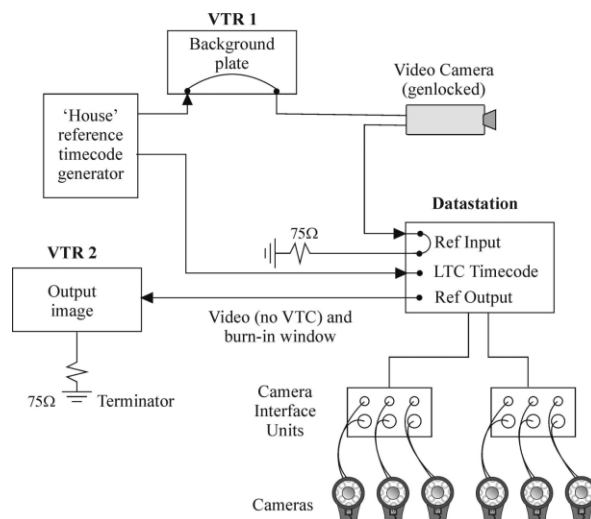 VTR 1
Background
plate
Video Camera
(genlocked)
‘House’
reference
timecode
generator
Datastation
75Ω
Ref Input
LTC Timecode
Ref Output
VTR 2
Output
image
Video (no VTC) and
burn-in window
75Ω
Terminator
Camera
Interface
Units
Cameras